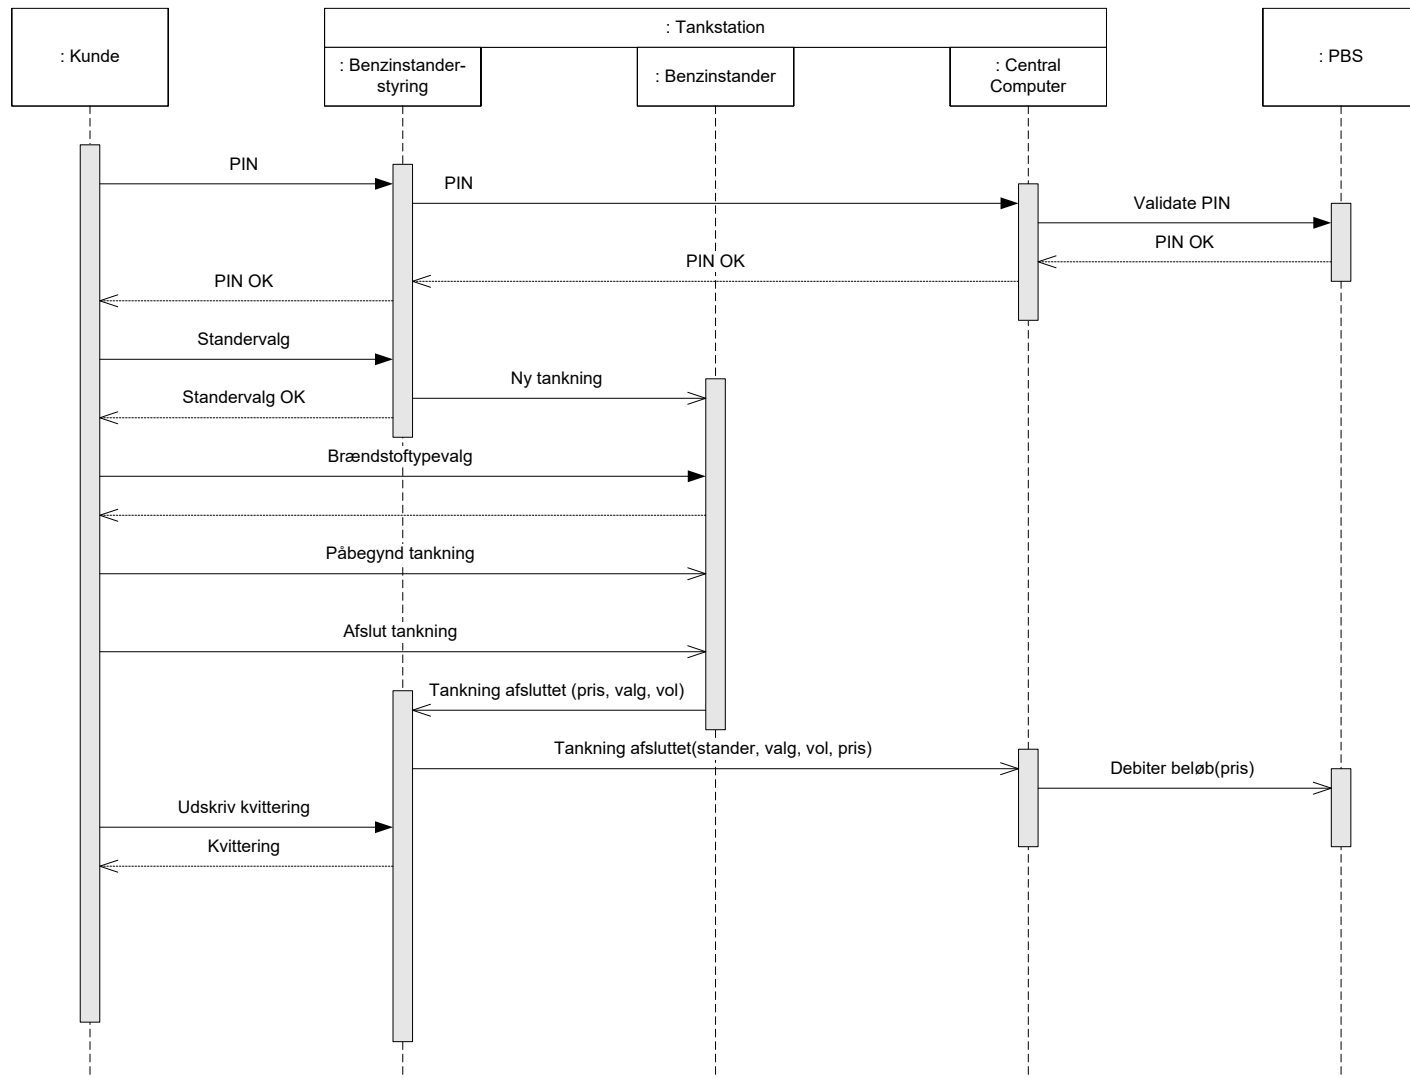 : Kunde
: Tankstation
: Benzinstander-
styring
: Benzinstander
: Central
Computer
: PBS
PIN
PIN
Validate PIN
PIN OK
PIN OK
PIN OK
Standervalg
Ny tankning
Standervalg OK
Brændstoftypevalg
Påbegynd tankning
Afslut tankning
Tankning afsluttet (pris, valg, vol)
Tankning afsluttet(stander, valg, vol, pris)
Debiter beløb(pris)
Udskriv kvittering
Kvittering